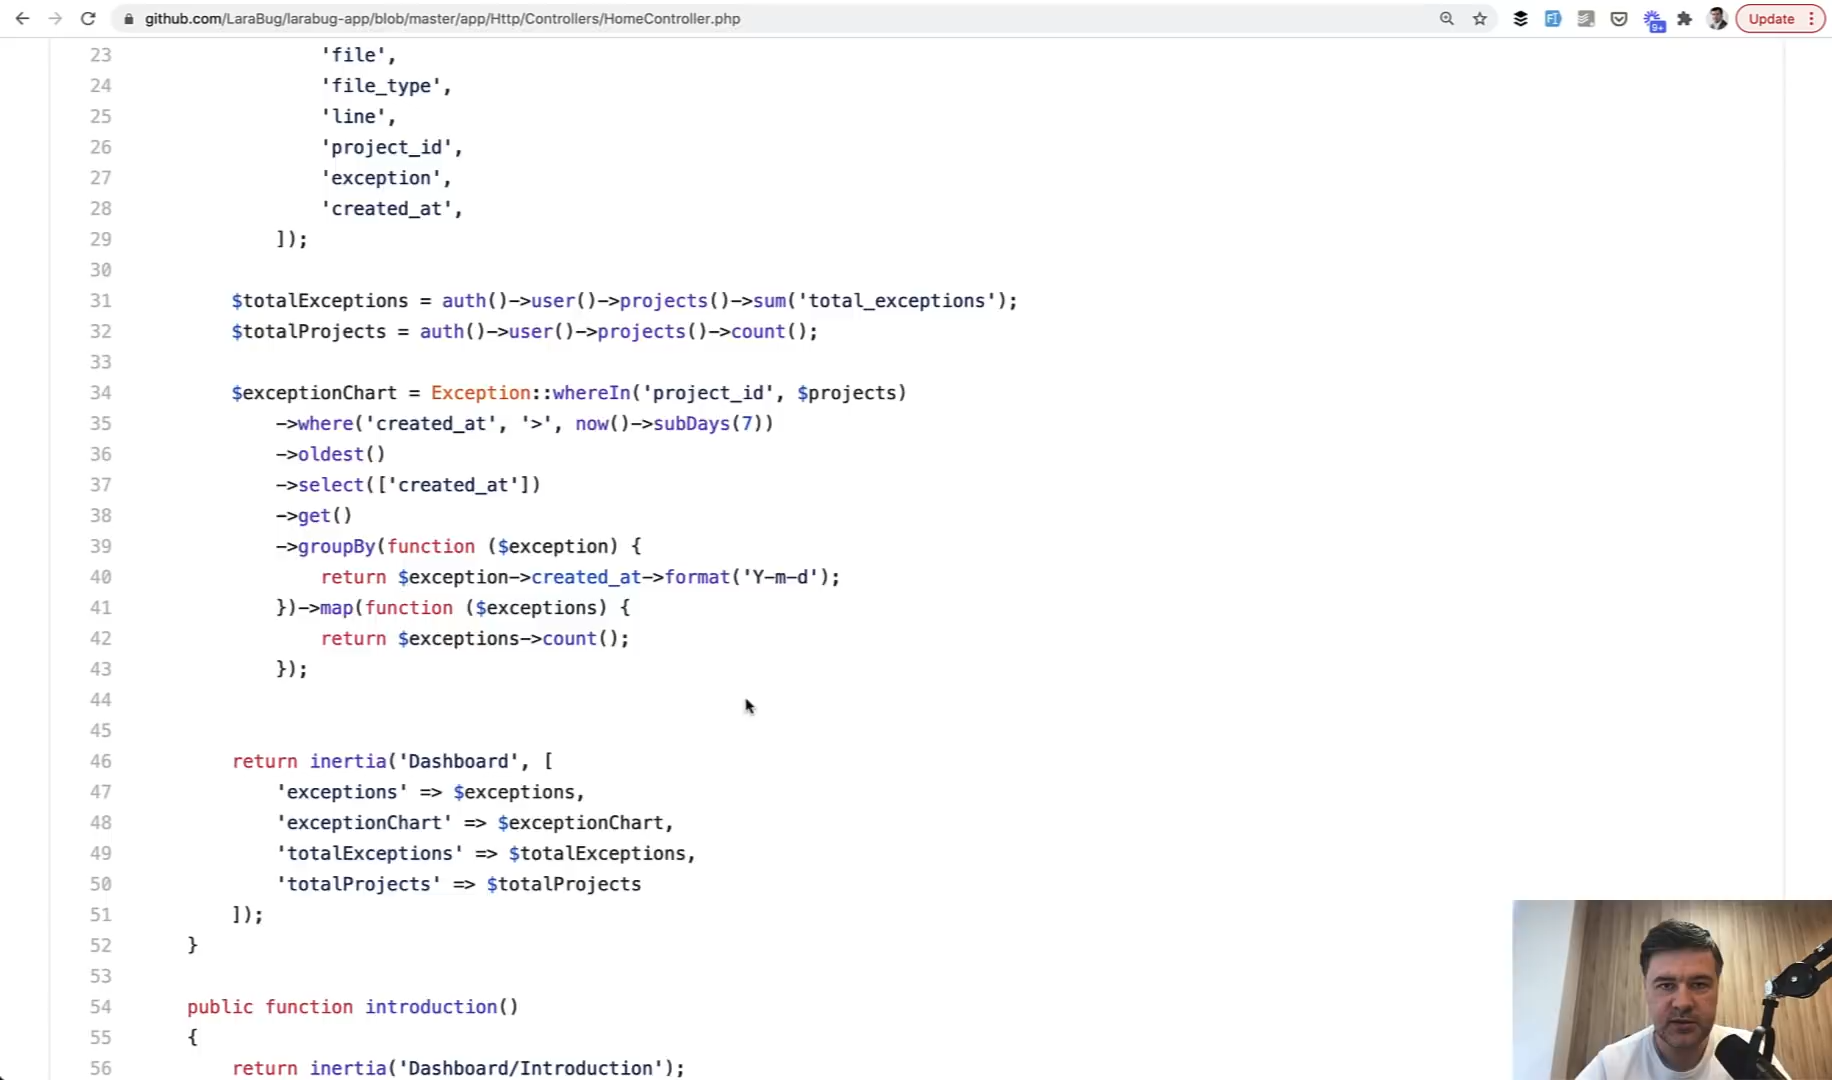 github.com/LaraBug/larabug-app/blob/master/app/Http/Controllers/HomeController.php
Update
9+
23 'file',
24 'file_type',
25 'line',
26 'project_id',
27 'exception',
28 'created_at',
29 ]);
30
31 $totalExceptions = auth()->user()->projects()->sum('total_exceptions');
32 $totalProjects = auth()->user()->projects()->count();
33
34 $exceptionChart = Exception::whereIn('project_id', $projects)
35 ->where('created_at', '>', now()->subDays(7))
36 ->oldest()
37 ->select(['created_at'])
38 ->get()
39 ->groupBy(function ($exception) {
40 return $exception->created_at->format('Y-m-d');
41 })->map(function ($exceptions) {
42 return $exceptions->count();
43 });
44
45
46 return inertia('Dashboard', [
47 'exceptions' => $exceptions,
48 'exceptionChart' => $exceptionChart,
49 'totalExceptions' => $totalExceptions,
50 'totalProjects' => $totalProjects
51 ]);
52 }
53
54 public function introduction()
55 {
56 return inertia('Dashboard/Introduction');